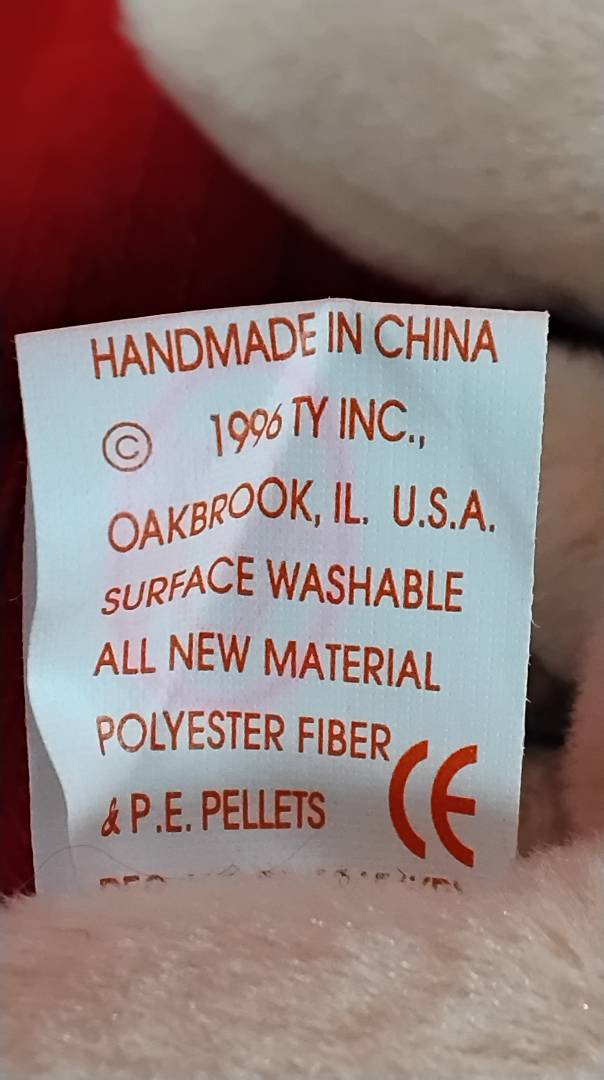 HANDMADE IN CHINA
© 1996 TY INC.,
OAKBROOK, IL. U.S.A.
SURFACE WASHABLE
ALL NEW MATERIAL
POLYESTER FIBER
& P.E. PELLETS
CE